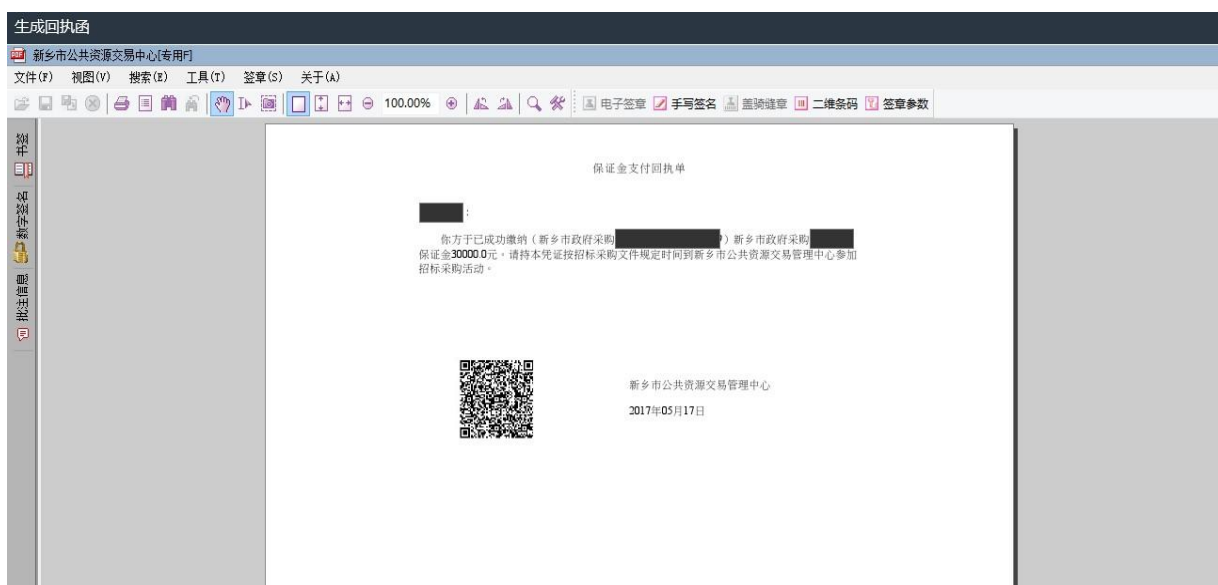 生成回执函
新乡市公共资源交易中心[专用F]
文件(F) 视图(V) 搜索(E) 工具(T) 签章(S) 关于(A)
100.00% 电子签章 手写签名 盖骑缝章 二维条码 签章参数
书签
数字签名
批注信息
保证金支付回执单
:
你方于已成功缴纳(新乡市政府采购 )新乡市政府采购
保证金30000.0元。请持本凭证按招标采购文件规定时间到新乡市公共资源交易管理中心参加
招标采购活动。
新乡市公共资源交易管理中心
2017年05月17日